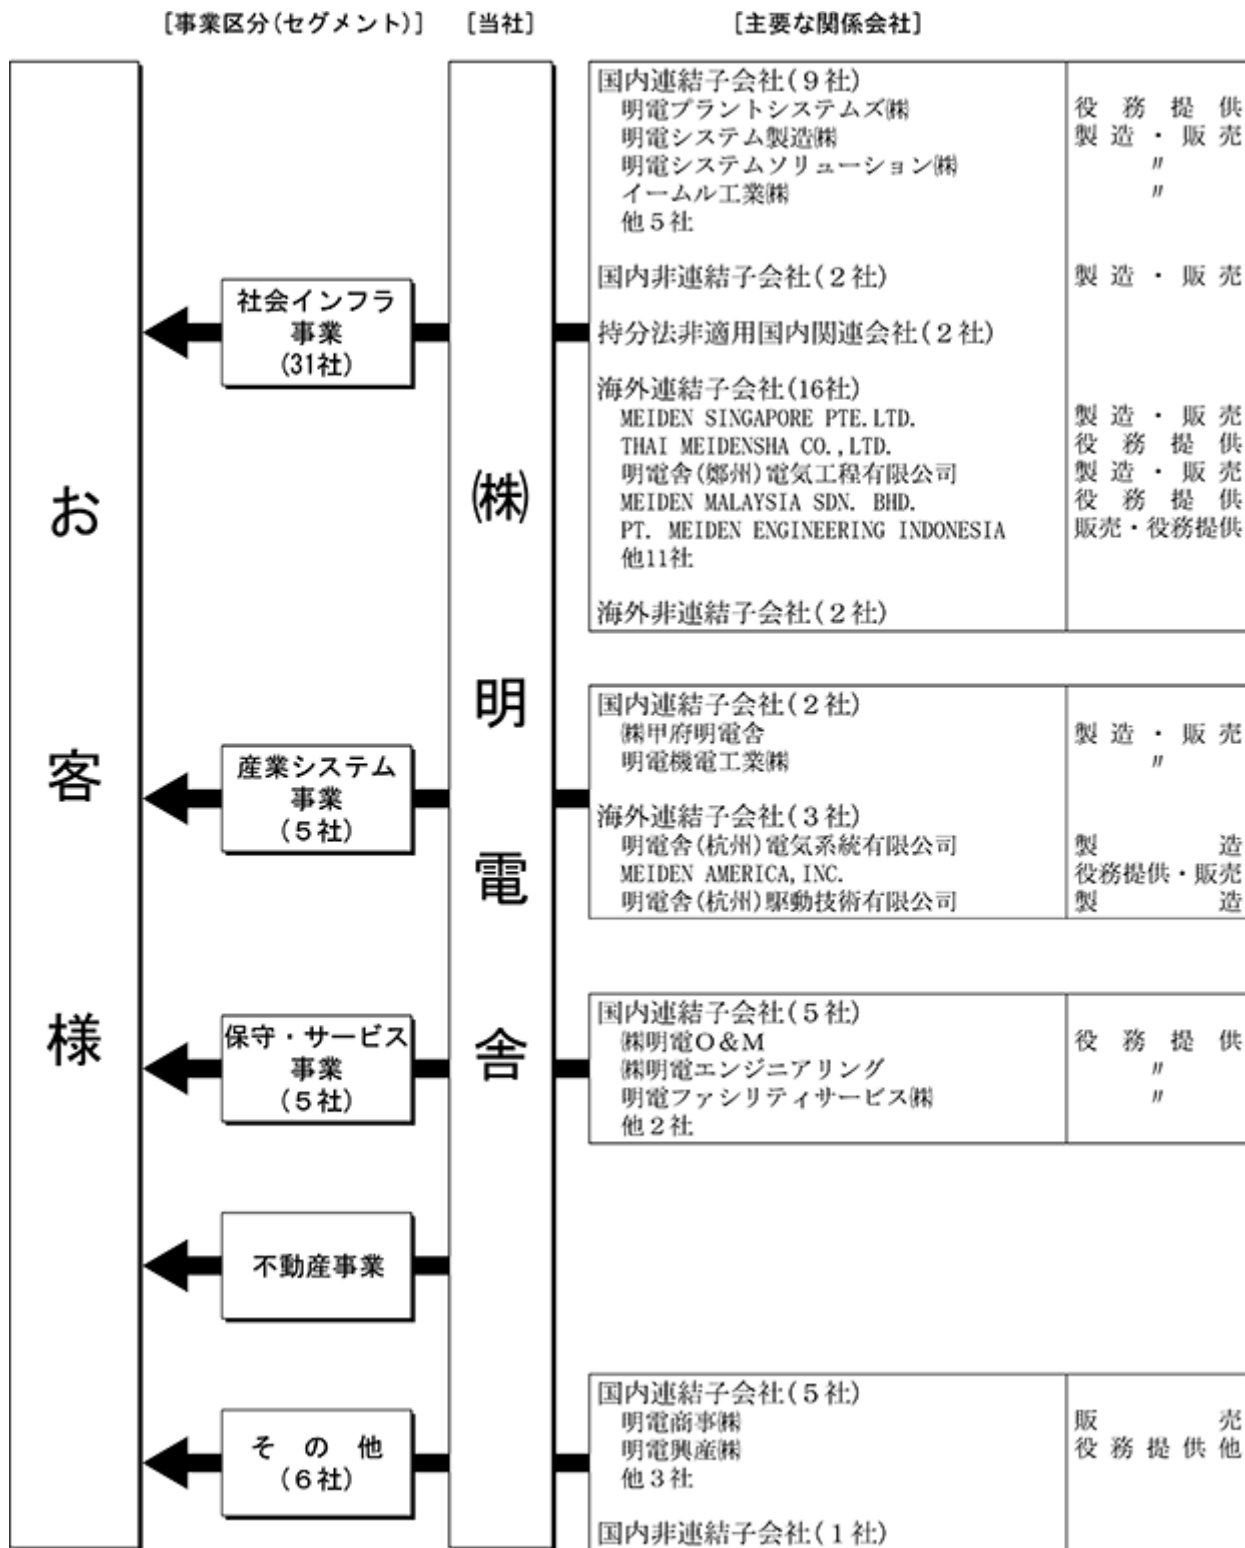 [事業区分(セグメント)] [当社] [主要な関係会社]
お客様
㈱明電舎
社会インフラ
事業
(31社)
国内連結子会社(9社)
明電プラントシステムズ㈱ 役務提供
明電システム製造㈱ 製造・販売
明電システムソリューション㈱ 〃
イームル工業㈱ 〃
他5社
国内非連結子会社(2社) 製造・販売
持分法非適用国内関連会社(2社)
海外連結子会社(16社)
MEIDEN SINGAPORE PTE.LTD. 製造・販売
THAI MEIDENSHA CO.,LTD. 役務提供
明電舎(鄭州)電気工程有限公司 製造・販売
MEIDEN MALAYSIA SDN. BHD. 役務提供
PT. MEIDEN ENGINEERING INDONESIA 販売・役務提供
他11社
海外非連結子会社(2社)
産業システム
事業
(5社)
国内連結子会社(2社)
㈱甲府明電舎 製造・販売
明電機電工業㈱ 〃
海外連結子会社(3社)
明電舎(杭州)電気系統有限公司 製造
MEIDEN AMERICA,INC. 役務提供・販売
明電舎(杭州)駆動技術有限公司 製造
保守・サービス
事業
(5社)
国内連結子会社(5社)
㈱明電O&M 役務提供
㈱明電エンジニアリング 〃
明電ファシリティサービス㈱ 〃
他2社
不動産事業
その他
(6社)
国内連結子会社(5社)
明電商事㈱ 販売
明電興産㈱ 役務提供他
他3社
国内非連結子会社(1社)